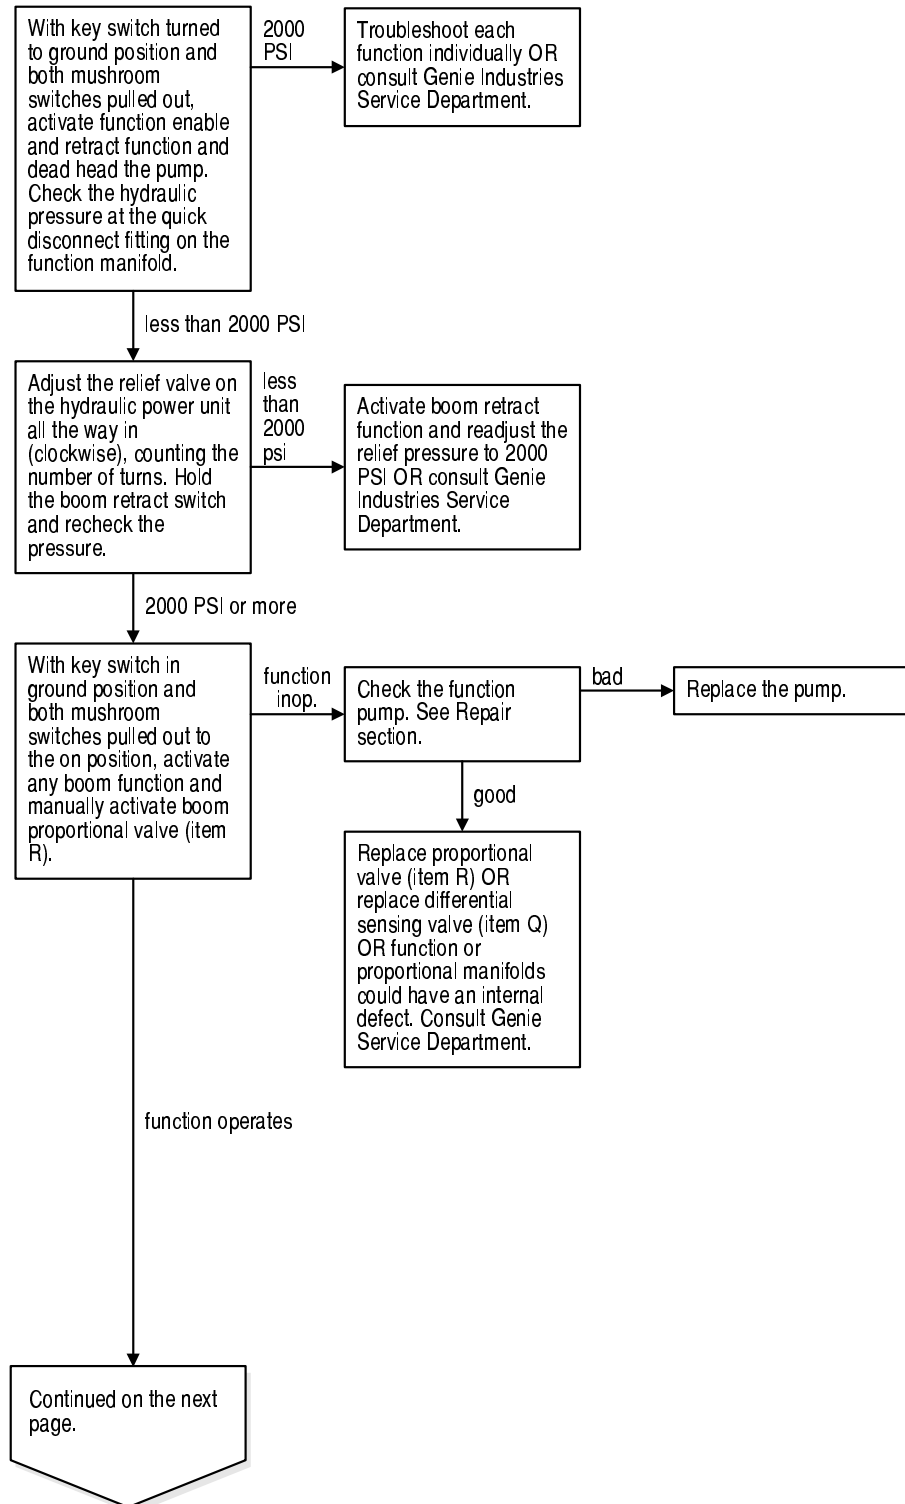 With key switch turned
to ground position and
both mushroom
switches pulled out,
activate function enable
and retract function and
dead head the pump.
Check the hydraulic
pressure at the quick
disconnect fitting on the
function manifold.
2000
PSI
Troubleshoot each
function individually OR
consult Genie Industries
Service Department.
less than 2000 PSI
Adjust the relief valve on
the hydraulic power unit
all the way in
(clockwise), counting the
number of turns. Hold
the boom retract switch
and recheck the
pressure.
less
than
2000
psi
Activate boom retract
function and readjust the
relief pressure to 2000
PSI OR consult Genie
Industries Service
Department.
2000 PSI or more
With key switch in
ground position and
both mushroom
switches pulled out to
the on position, activate
any boom function and
manually activate boom
proportional valve (item
R).
function
inop.
Check the function
pump. See Repair
section.
bad
Replace the pump.
good
Replace proportional
valve (item R) OR
replace differential
sensing valve (item Q)
OR function or
proportional manifolds
could have an internal
defect. Consult Genie
Service Department.
function operates
Continued on the next
page.